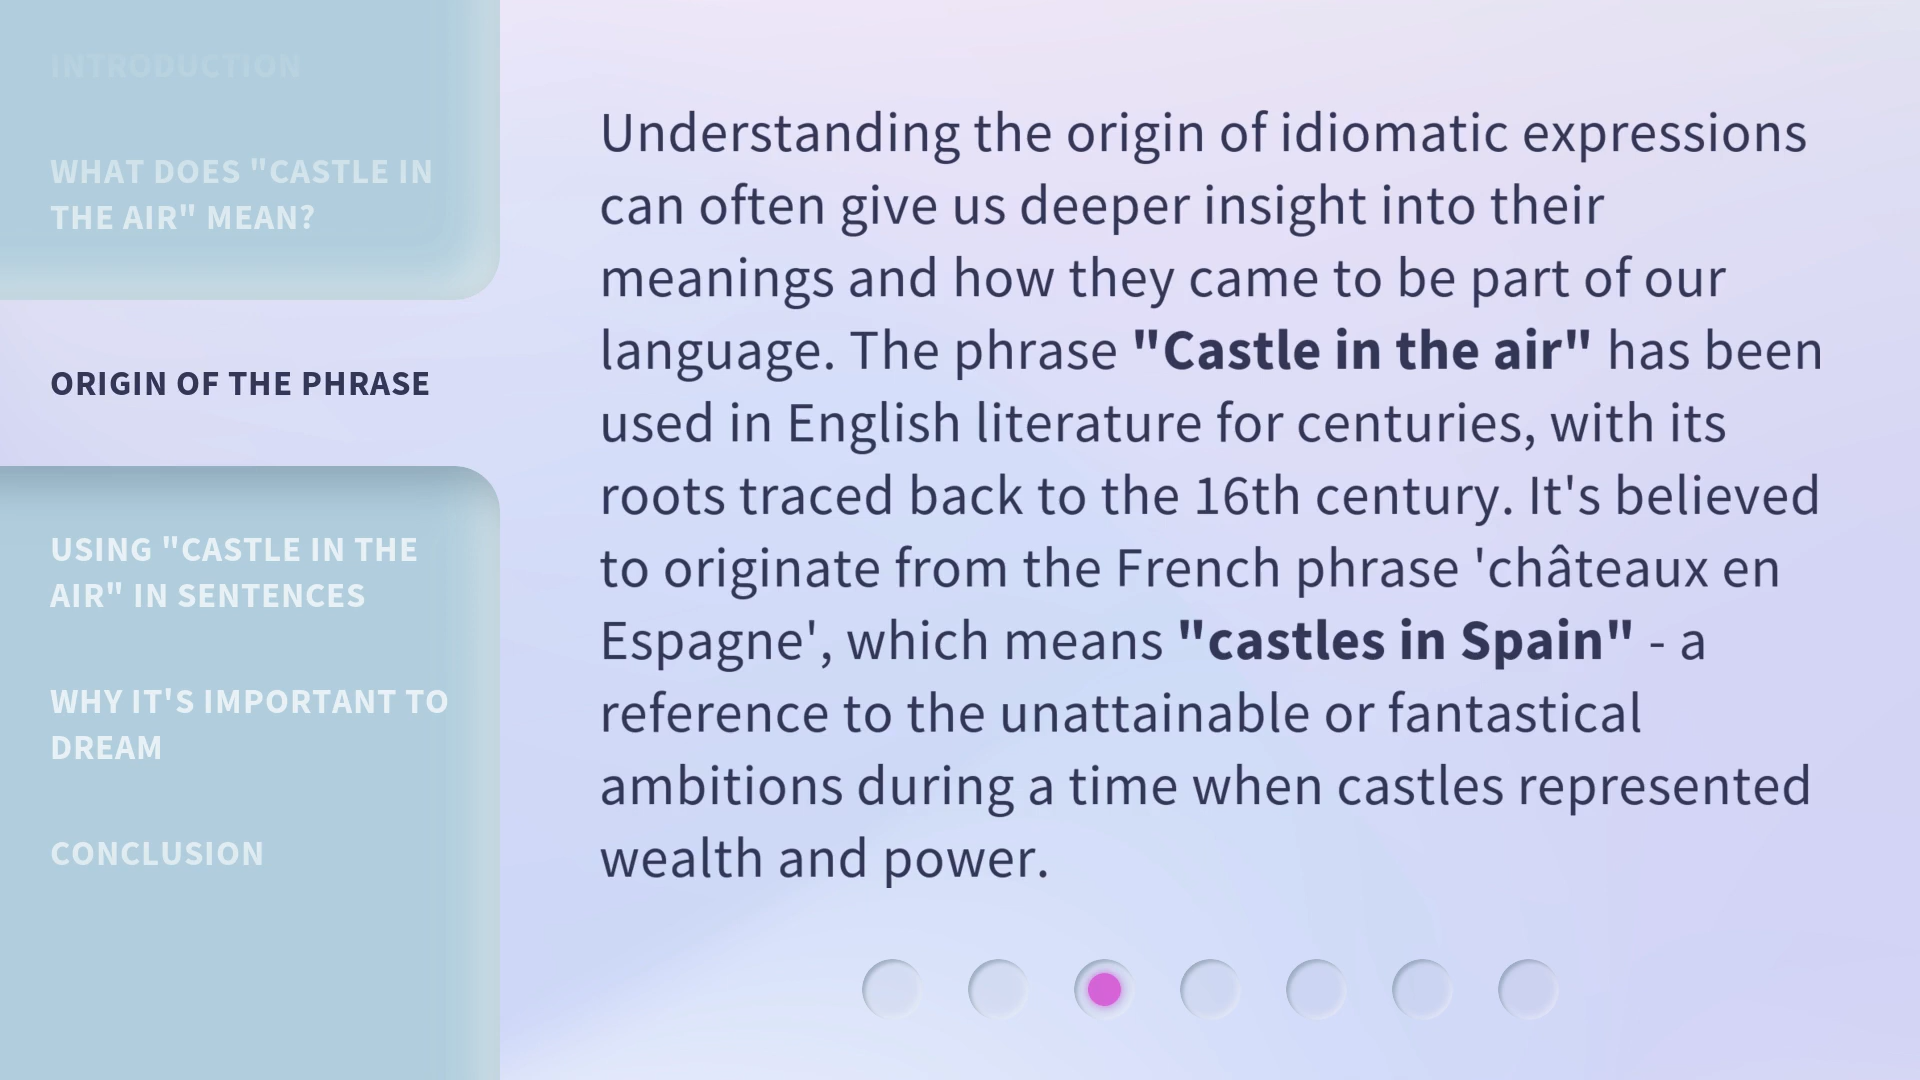 INTRODUCTION
WHAT DOES "CASTLE IN
THE AIR" MEAN?
ORIGIN OF THE PHRASE
USING "CASTLE IN THE
AIR" IN SENTENCES
WHY IT'S IMPORTANT TO
DREAM
CONCLUSION
Understanding the origin of idiomatic expressions
can often give us deeper insight into their
meanings and how they came to be part of our
language. The phrase "Castle in the air" has been
used in English literature for centuries, with its
roots traced back to the 16th century. It's believed
to originate from the French phrase 'châteaux en
Espagne', which means "castles in Spain" - a
reference to the unattainable or fantastical
ambitions during a time when castles represented
wealth and power.